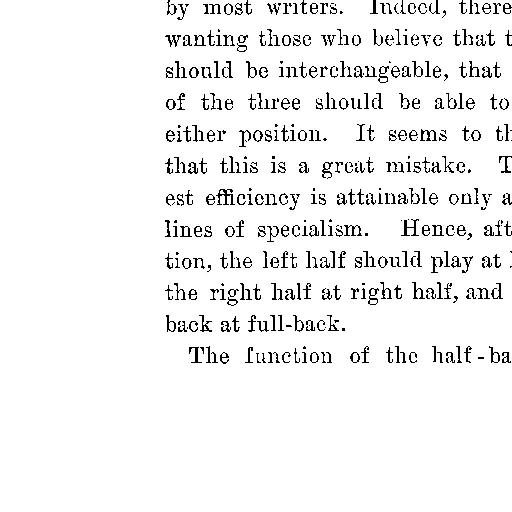 by most writers. Indeed, there
wanting those who believe that t
should be interchangeable, that
of the three should be able to
either position. It seems to th
that this is a great mistake. T
est efficiency is attainable only a
lines of specialism. Hence, aft
tion, the left half should play at l
the right half at right half, and
back at full-back.
The function of the half-ba